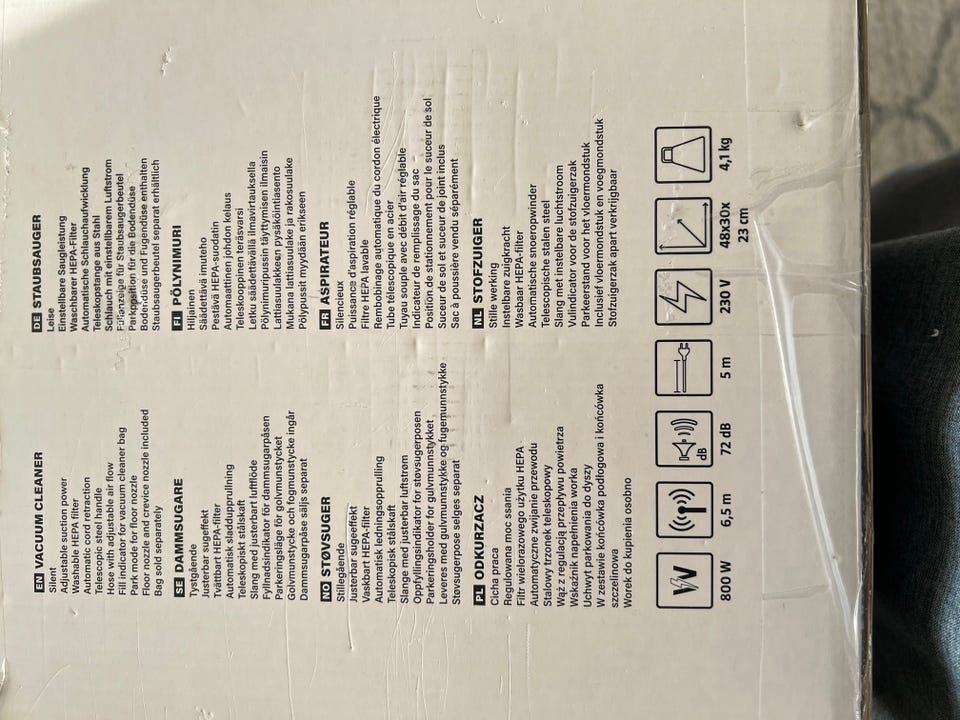 EN VACUUM CLEANER
Silent
Adjustable suction power
Washable HEPA filter
Automatic cord retraction
Telescopic steel handle
Hose with adjustable air flow
Fill indicator for vacuum cleaner bag
Park mode for floor nozzle
Floor nozzle and crevice nozzle included
Bag sold separately
SE DAMMSUGARE
Tystgående
Justerbar sugeffekt
Tvättbart HEPA-filter
Automatisk sladdupprullning
Teleskopiskt stålskaft
Slang med justerbart luftflöde
Fyllnadsindikator för dammsugarpåsen
Parkeringsläge för golvmunstycket
Golvmunstycke och fogmunstycke ingår
Dammsugarpåse säljs separat
NO STØVSUGER
Stillegående
Justerbar sugeeffekt
Vaskbart HEPA-filter
Automatisk ledningsopprulling
Teleskopisk stålskaft
Slange med justerbar luftstrøm
Oppfyllingsindikator for støvsugerposen
Parkeringsholder for gulvmunnstykket
Leveres med gulvmunnstykke og fugemunnstykke
Støvsugerpose selges separat
PL ODKURZACZ
Cicha praca
Regulowana moc ssania
Filtr wielorazowego użytku HEPA
Automatyczne zwijanie przewodu
Stalowy trzonek teleskopowy
Wąż z regulacją przepływu powietrza
Wskaźnik napełnienia worka
Uchwyt parkowania do dyszy
W zestawie końcówka podłogowa i końcówka
szczelinowa
Worek do kupienia osobno
DE STAUBSAUGER
Leise
Einstellbare Saugleistung
Waschbarer HEPA-Filter
Automatische Schlauchaufwicklung
Teleskopstange aus Stahl
Schlauch mit einstellbarem Luftstrom
Füllanzeige für Staubsaugerbeutel
Parkposition für die Bodendüse
Bodendüse und Fugendüse enthalten
Staubsaugerbeutel separat erhältlich
FI PÖLYNIMURI
Hiljainen
Säädettävä imuteho
Pestävä HEPA-suodatin
Automaattinen johdon kelaus
Teleskooppinen teräsvarsi
Letku säädettävällä ilmavirtauksella
Pölynimuripussin täyttymisen ilmaisin
Lattiasuulakkeen pysäköintiasento
Mukana lattiasuulake ja rakosuulake
Pölypussit myydään erikseen
FR ASPIRATEUR
Silencieux
Puissance d'aspiration réglable
Filtre HEPA lavable
Rembobinage automatique du cordon électrique
Tube télescopique en acier
Tuyau souple avec débit d'air réglable
Indicateur de remplissage du sac
Position de stationnement pour le suceur de sol
Suceur de sol et suceur de joint inclus
Sac à poussière vendu séparément
NL STOFZUIGER
Stille werking
Instelbare zuigkracht
Wasbaar HEPA-filter
Automatische snoeropwinder
Telescopische stalen steel
Slang met instelbare luchtstroom
Vulindicator voor de stofzuigerzak
Parkeerstand voor het vloermondstuk
Inclusief vloermondstuk en voegmondstuk
Stofzuigerzak apart verkrijgbaar
dB
800 W 6,5 m 72 dB 5 m 230 V 48x30x 4,1 kg
23 cm